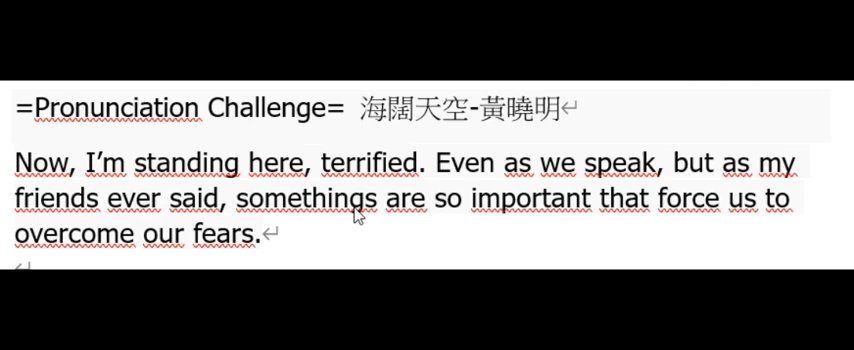 =Pronunciation Challenge= 海闊天空-黃曉明
Now, I’m standing here, terrified. Even as we speak, but as my
friends ever said, somethings are so important that force us to
overcome our fears.